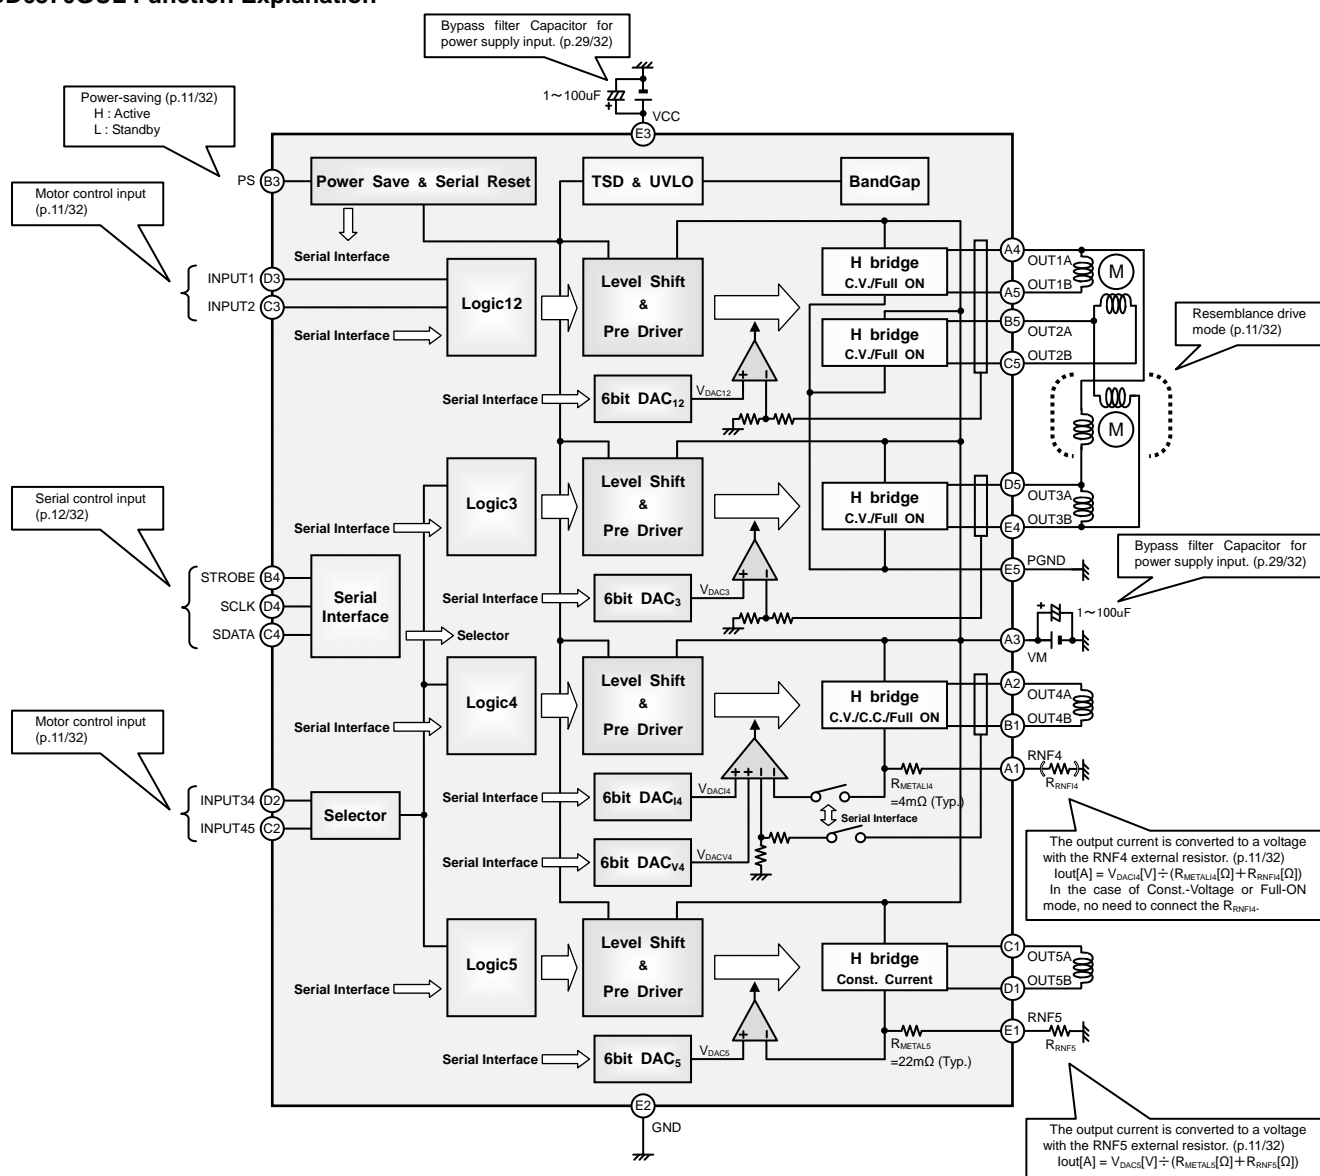 Bypass filter Capacitor for
power supply input. (p.29/32)
1～100uF
+
VCC
E3
Power-saving (p.11/32)
H : Active
L : Standby
PS B3
Power Save & Serial Reset
TSD & UVLO
BandGap
Motor control input
(p.11/32)
Serial Interface
INPUT1 D3
INPUT2 C3
Logic12
Serial Interface
Level Shift
&
Pre Driver
H bridge
C.V./Full ON
H bridge
C.V./Full ON
A4
OUT1A
M
OUT1B
A5
B5
OUT2A
OUT2B
C5
Resemblance drive
mode (p.11/32)
M
+ −
Serial Interface
6bit DAC12
VDAC12
Serial control input
(p.12/32)
Logic3
Serial Interface
Level Shift
&
Pre Driver
H bridge
C.V./Full ON
D5
OUT3A
OUT3B
E4
Bypass filter Capacitor for
power supply input. (p.29/32)
E5 PGND
+ −
Serial Interface
6bit DAC3
VDAC3
STROBE B4
SCLK D4
SDATA C4
Serial
Interface
Selector
1～100uF
+
A3
VM
Logic4
Serial Interface
Level Shift
&
Pre Driver
H bridge
C.V./C.C./Full ON
A2
OUT4A
OUT4B
B1
Motor control input
(p.11/32)
RNF4
A1
RRNFI4
RMETALI4
=4mΩ (Typ.)
Serial Interface
+ + − −
Serial Interface
6bit DACI4
VDACI4
INPUT34 D2
INPUT45 C2
Selector
Serial Interface
6bit DACV4
VDACV4
The output current is converted to a voltage
with the RNF4 external resistor. (p.11/32)
Iout[A] = VDACI4[V]÷(RMETALI4[Ω]+RRNFI4[Ω])
In the case of Const.-Voltage or Full-ON
mode, no need to connect the RRNFI4.
Logic5
Serial Interface
Level Shift
&
Pre Driver
H bridge
Const. Current
C1
OUT5A
OUT5B
D1
RNF5
E1
RRNF5
RMETAL5
=22mΩ (Typ.)
+ −
Serial Interface
6bit DAC5
VDAC5
E2
GND
The output current is converted to a voltage
with the RNF5 external resistor. (p.11/32)
Iout[A] = VDAC5[V]÷(RMETAL5[Ω]+RRNF5[Ω])